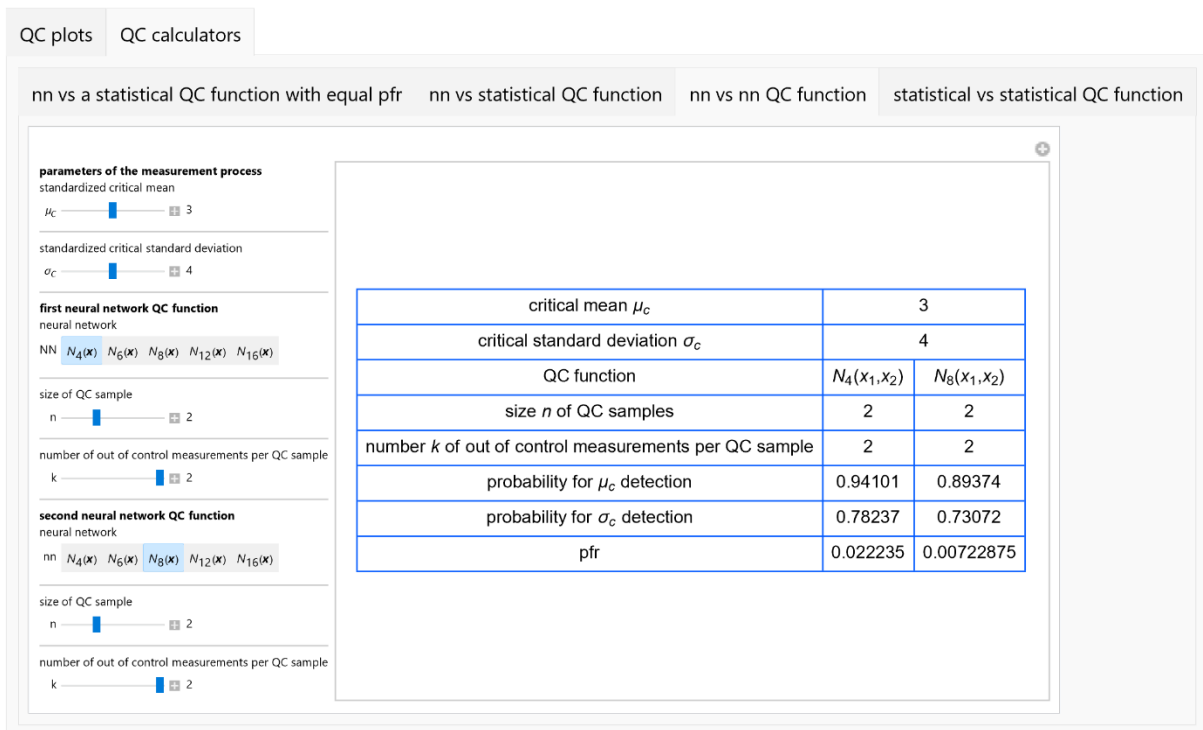 QC plots QC calculators
nn vs a statistical QC function with equal pfr nn vs statistical QC function nn vs nn QC function statistical vs statistical QC function
parameters of the measurement process
standardized critical mean
μc 3
standardized critical standard deviation
σc 4
first neural network QC function
neural network
NN N4(x) N6(x) N8(x) N12(x) N16(x)
size of QC sample
n 2
number of out of control measurements per QC sample
k 2
second neural network QC function
neural network
nn N4(x) N6(x) N8(x) N12(x) N16(x)
size of QC sample
n 2
number of out of control measurements per QC sample
k 2
critical mean μc 3
critical standard deviation σc 4
QC function N4(x1,x2) N8(x1,x2)
size n of QC samples 2 2
number k of out of control measurements per QC sample 2 2
probability for μc detection 0.94101 0.89374
probability for σc detection 0.78237 0.73072
pfr 0.022235 0.00722875